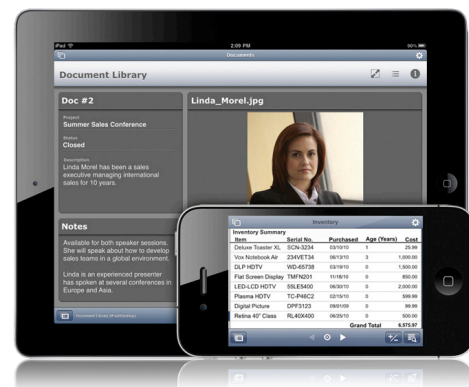 iPad
2:09 PM
90%
Documents
Document Library
Doc #2
Project
Summer Sales Conference
Status
Closed
Description
Linda Morel has been a sales
executive managing international
sales for 10 years.
Linda_Morel.jpg
Notes
Available for both speaker sessions.
She will speak about how to develop
sales teams in a global environment.
Linda is an experienced presenter
has spoken at several conferences in
Europe and Asia.
Inventory
Inventory Summary
Item Serial No. Purchased Age (Years) Cost
Deluxe Toaster XL SCN-3234 03/10/10 1 25.99
Vox Notebook Air 234VET34 06/13/10 3 1,000.00
DLP HDTV WD-65738 03/19/10 0 1,500.00
Flat Screen Display TMFN201 11/18/10 0 850.00
LED-LCD HDTV 55LE5400 06/30/10 0 2,000.00
Plasma HDTV TC-P46C2 02/15/10 0 599.99
Digital Picture DPF3123 09/01/09 0 99.99
Retina 40" Class RL40X400 06/25/10 0 500.00
Grand Total 6,575.97